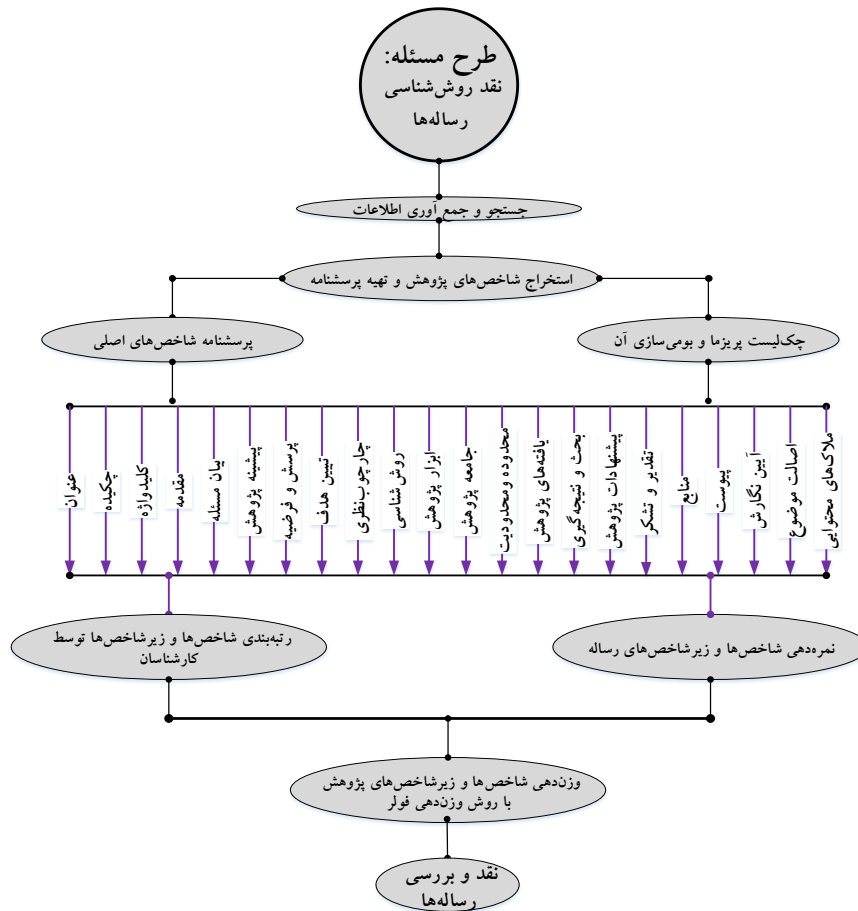 طرح مسئله:
نقد روش‌شناسی
رساله‌ها
جستجو و جمع آوری اطلاعات
استخراج شاخص‌های پژوهش و تهیه پرسشنامه
چک‌لیست پریزما و بومی‌سازی آن
پرسشنامه شاخص‌های اصلی
ملاک‌های محتوایی
اصالت موضوع
آیین نگارش
پیوست
منابع
تقدیر و تشکر
پیشنهادات پژوهش
بحث و نتیجه‌گیری
یافته‌های پژوهش
محدوده ومحدودیت
جامعه پژوهش
ابزار پژوهش
روش شناسی
چارچوب‌نظری
تیین هدف
پرسش و فرضیه
پیشینه پژوهش
بیان مسئله
مقدمه
کلیدواژه
چکیده
عنوان
نمره‌دهی شاخص‌ها و زیرشاخص‌های رساله
رتبه‌بندی شاخص‌ها و زیرشاخص‌ها توسط
کارشناسان
وزن‌دهی شاخص‌ها و زیرشاخص‌های پژوهش
با روش وزن‌دهی فولر
نقد و بررسی
رساله‌ها